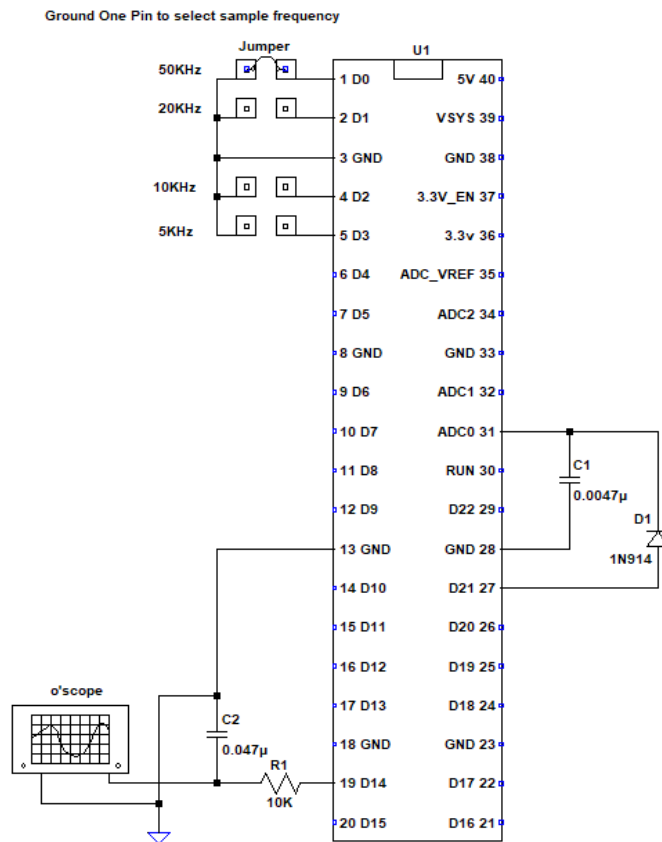 Ground One Pin to select sample frequency
Jumper
U1
50KHz
1 D0
5V 40
20KHz
2 D1
VSYS 39
3 GND
GND 38
10KHz
4 D2
3.3V_EN 37
5KHz
5 D3
3.3v 36
6 D4
ADC_VREF 35
7 D5
ADC2 34
8 GND
GND 33
9 D6
ADC1 32
10 D7
ADC0 31
11 D8
RUN 30
C1
0.0047µ
12 D9
D22 29
D1
13 GND
GND 28
1N914
14 D10
D21 27
15 D11
D20 26
16 D12
D19 25
o'scope
17 D13
D18 24
C2
0.047µ
18 GND
GND 23
R1
10K
19 D14
D17 22
20 D15
D16 21